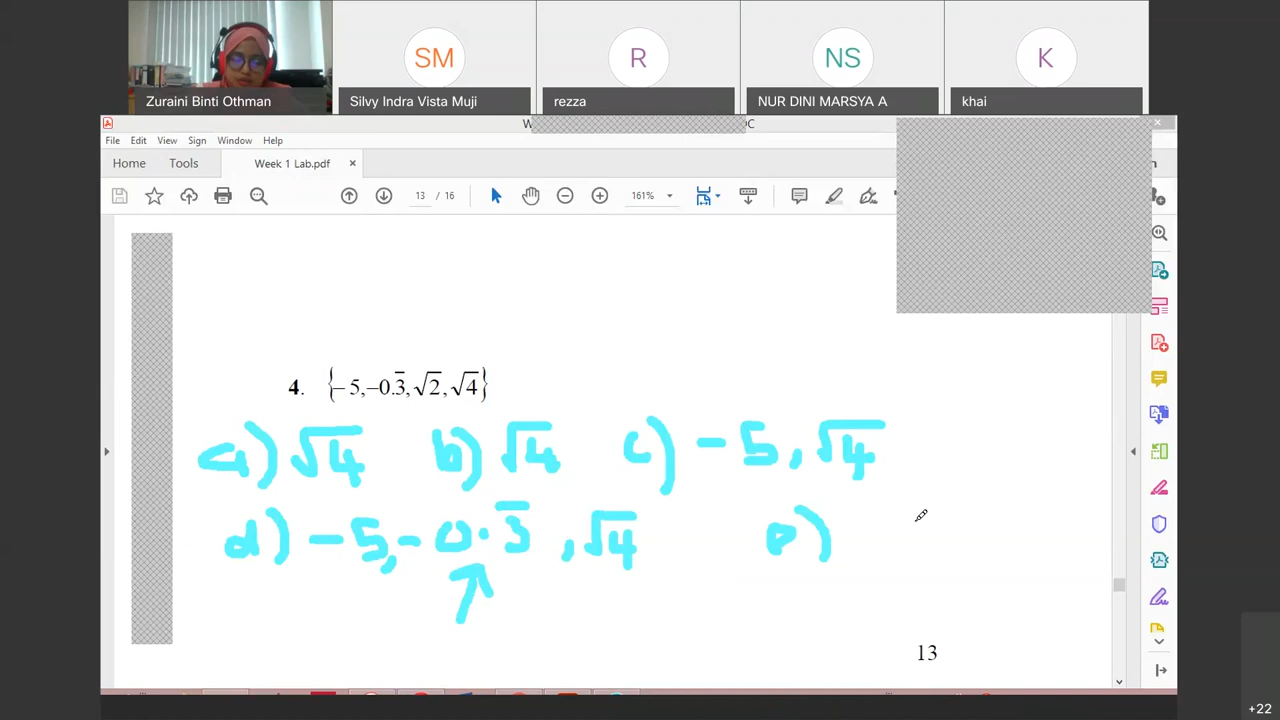 SM
R
NS
K
Zuraini Binti Othman
Silvy Indra Vista Muji
rezza
NUR DINI MARSYA A
khai
File Edit View Sign Window Help
Home Tools Week 1 Lab.pdf
13 / 16 161%
4. {−5,−0.3̅,√2,√4}
a) √4 b) √4 c) −5, √4
d) −5, −0.3̅, √4 e)
13
+22